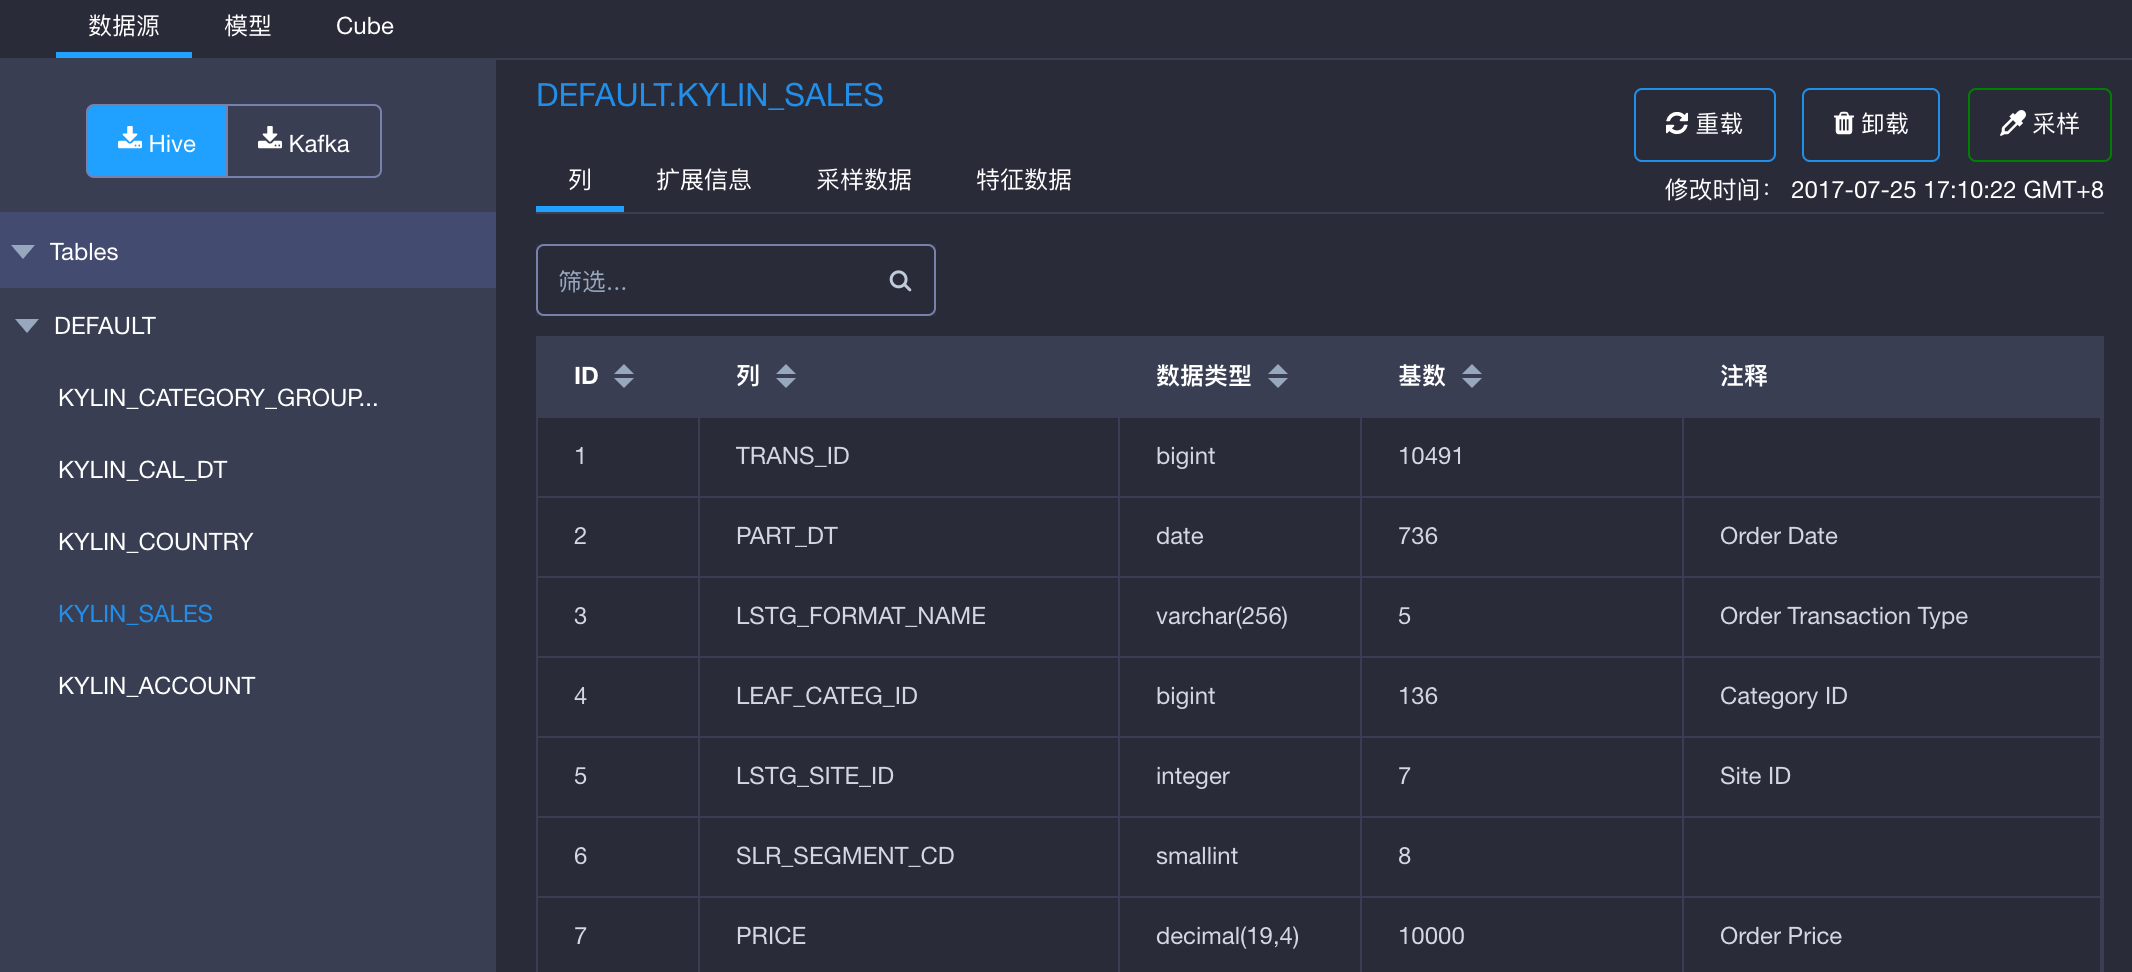 数据源 模型 Cube
Hive Kafka
Tables
DEFAULT
KYLIN_CATEGORY_GROUP...
KYLIN_CAL_DT
KYLIN_COUNTRY
KYLIN_SALES
KYLIN_ACCOUNT
DEFAULT.KYLIN_SALES
重载 卸载 采样
修改时间： 2017-07-25 17:10:22 GMT+8
列 扩展信息 采样数据 特征数据
筛选...
ID 列 数据类型 基数 注释
1 TRANS_ID bigint 10491
2 PART_DT date 736 Order Date
3 LSTG_FORMAT_NAME varchar(256) 5 Order Transaction Type
4 LEAF_CATEG_ID bigint 136 Category ID
5 LSTG_SITE_ID integer 7 Site ID
6 SLR_SEGMENT_CD smallint 8
7 PRICE decimal(19,4) 10000 Order Price